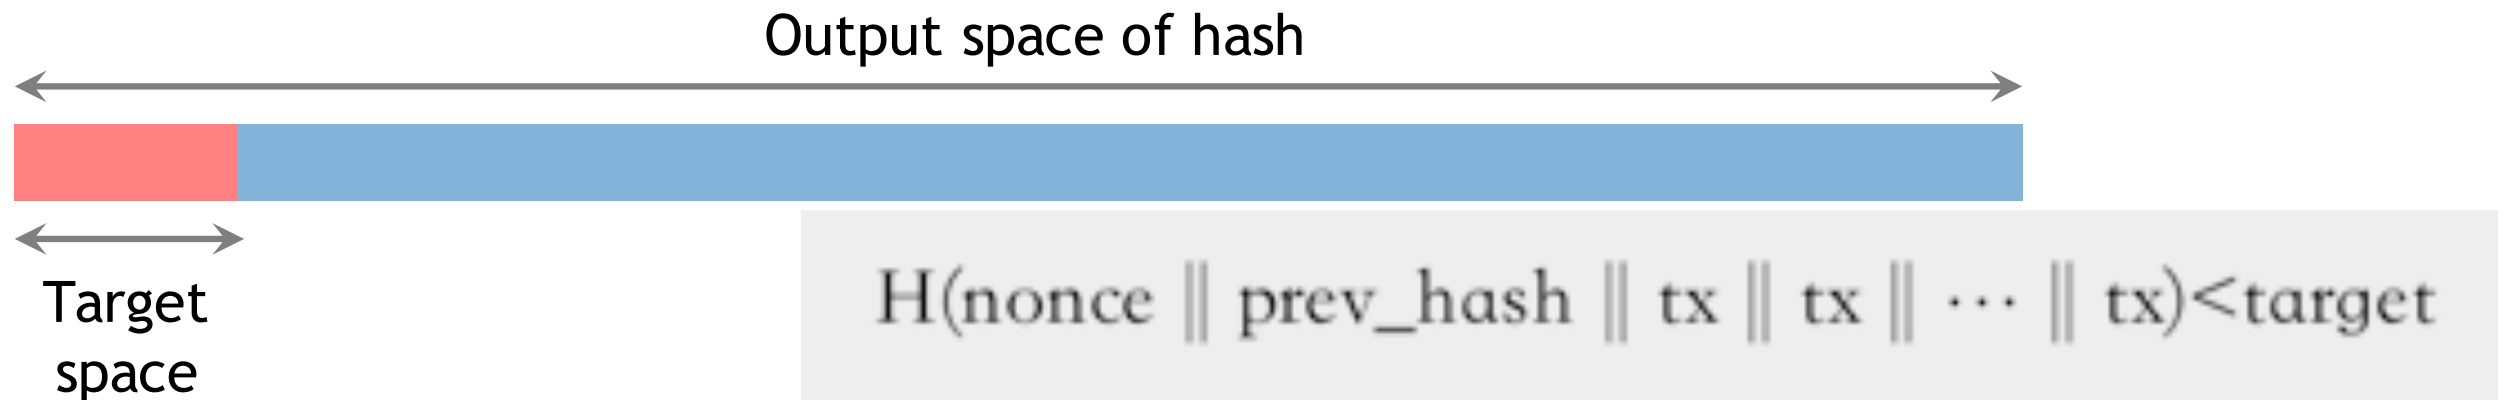 Output space of hash
Target
space
H(nonce || prev_hash || tx || tx || ··· || tx)<target